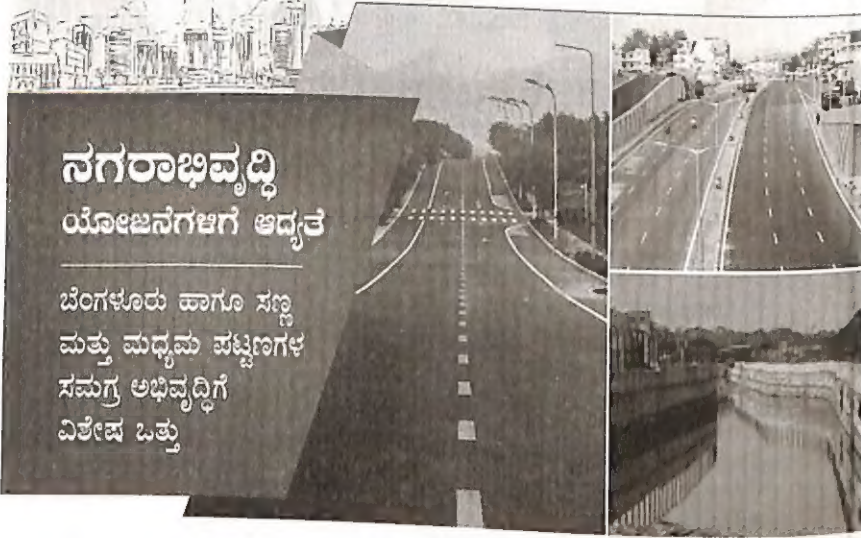 ನಗರಾಭಿವೃದ್ಧಿ
ಯೋಜನೆಗಳಿಗೆ ಆದ್ಯತೆ
ಬೆಂಗಳೂರು ಹಾಗೂ ಸಣ್ಣ
ಮತ್ತು ಮಧ್ಯಮ ಪಟ್ಟಣಗಳ
ಸಮಗ್ರ ಅಭಿವೃದ್ಧಿಗೆ
ವಿಶೇಷ ಒತ್ತು